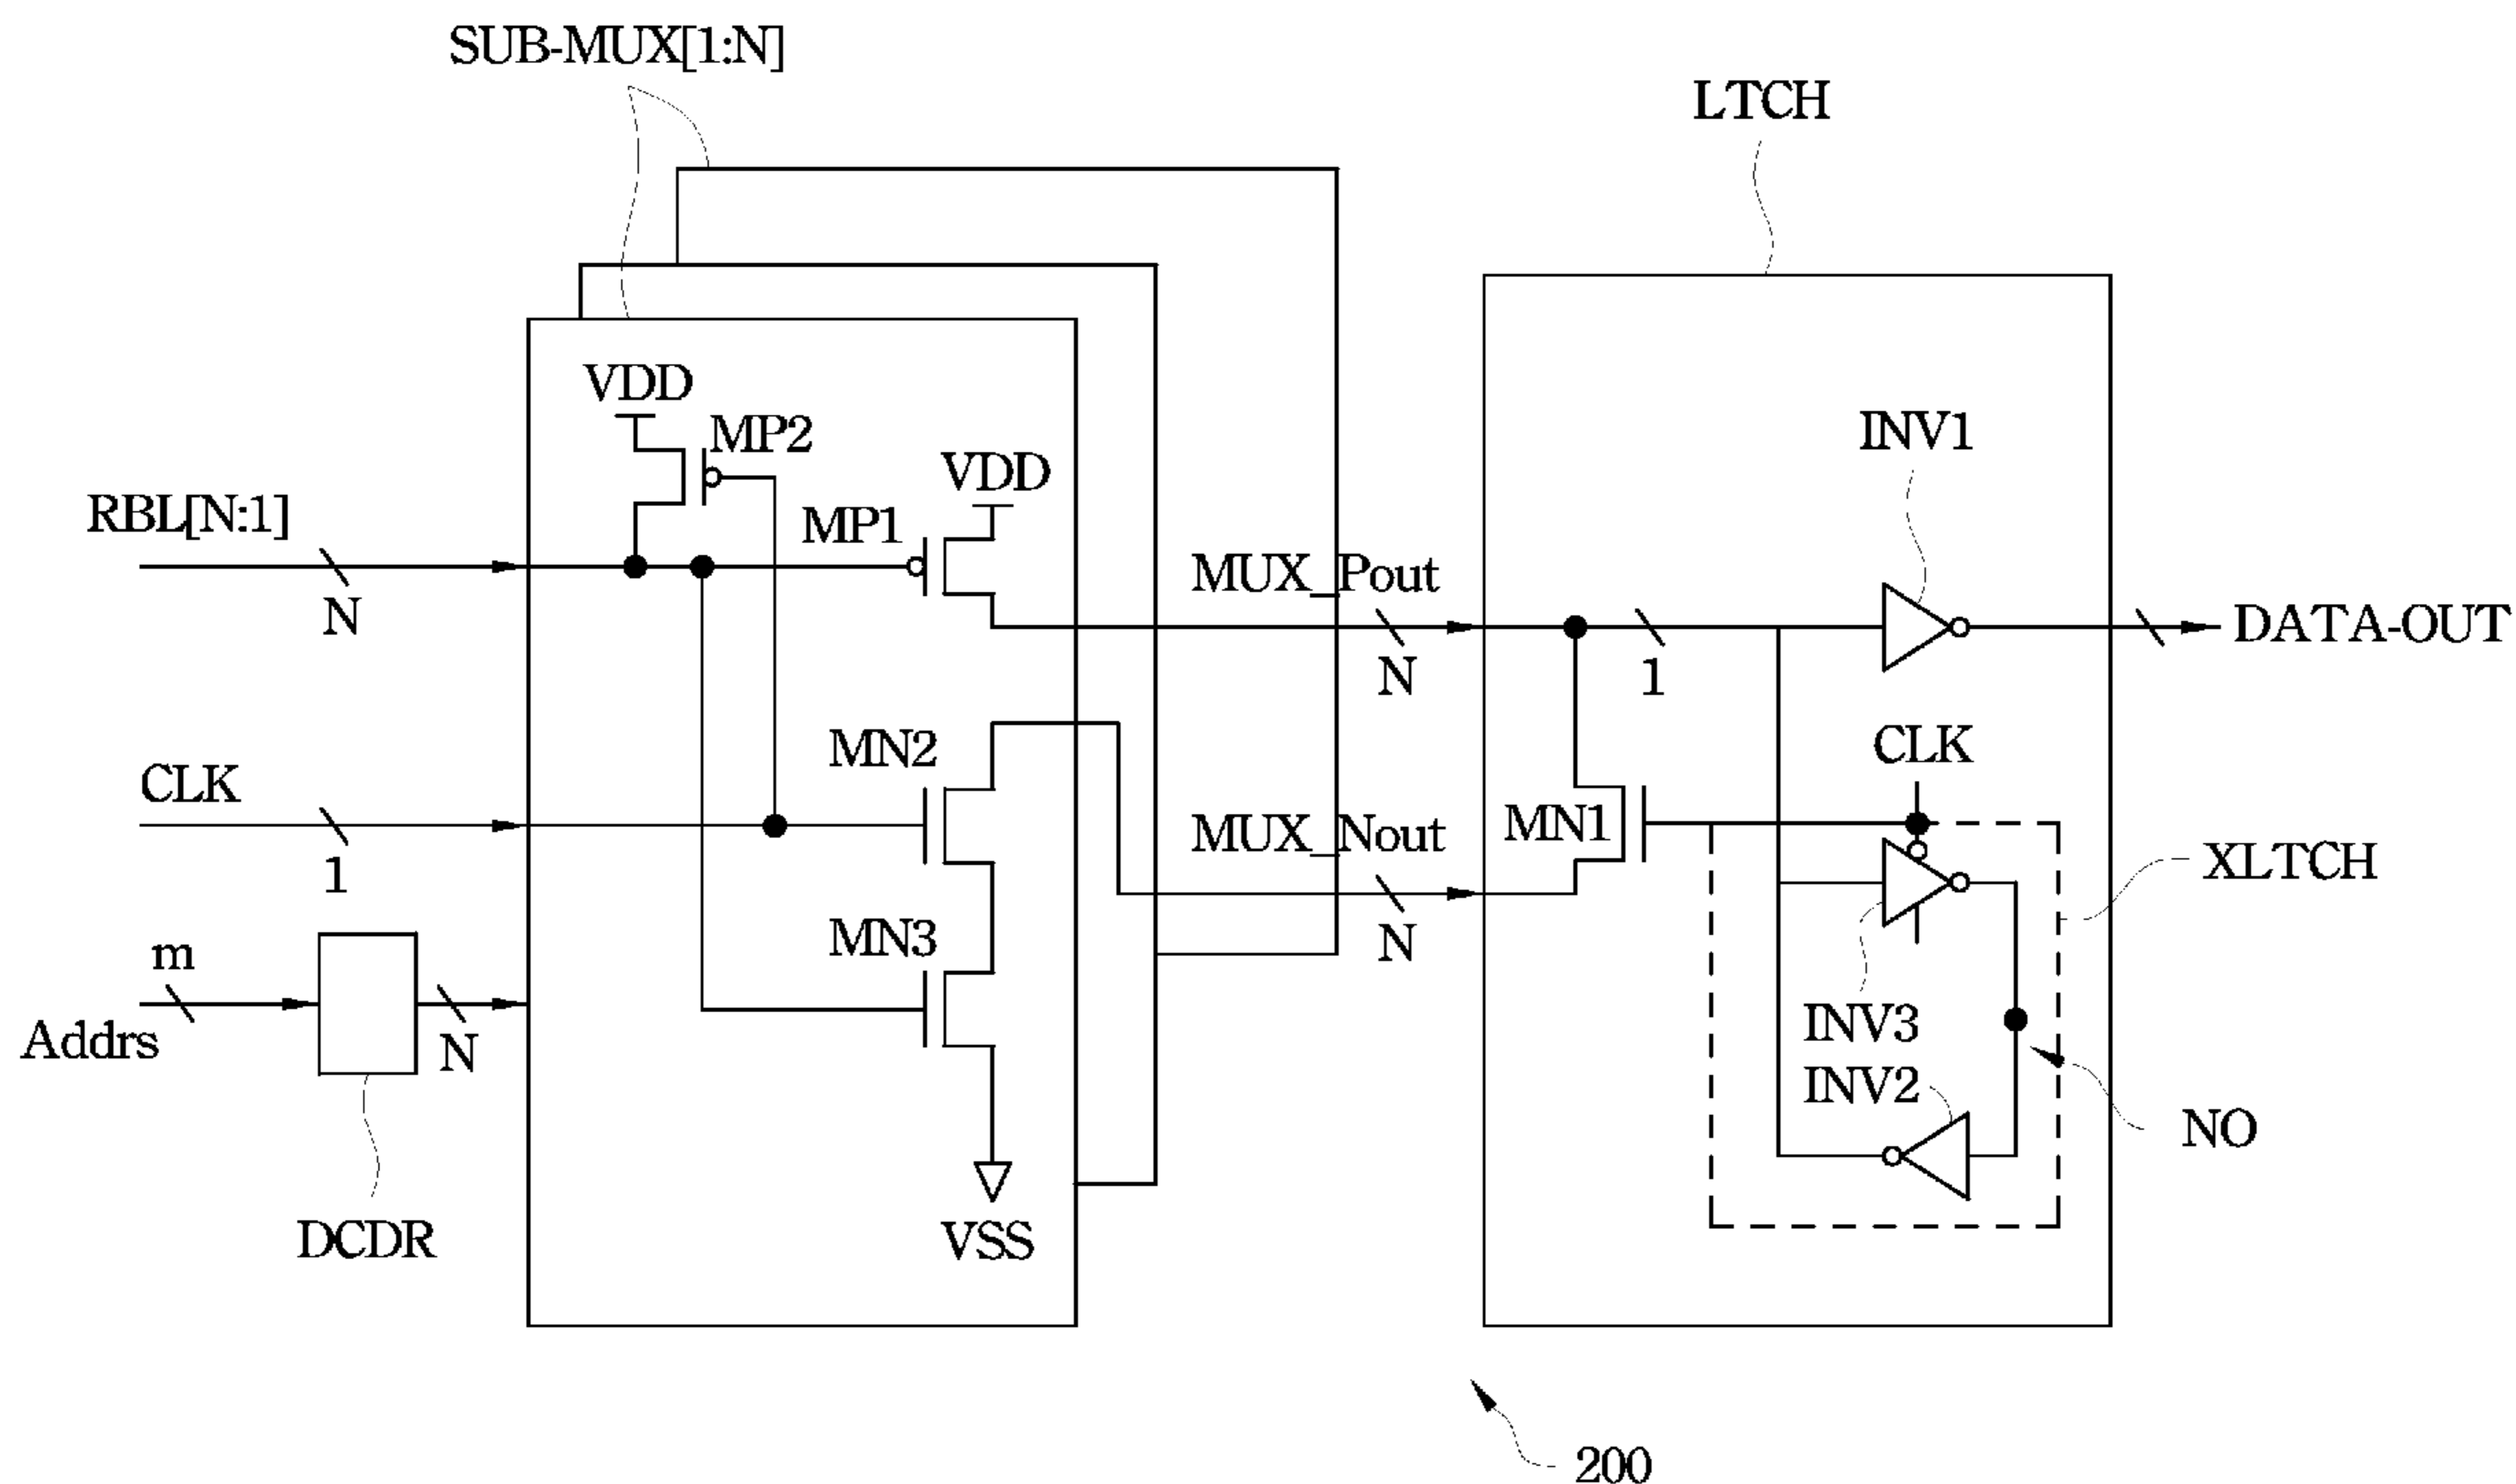 SUB-MUX[1:N]
LTCH
VDD
MP2
INV1
VDD
RBL[N:1]
MP1
N
MUX_Pout
N
1
DATA-OUT
MN2
CLK
CLK
1
MUX_Nout
MN1
N
XLTCH
MN3
m
Addrs
N
INV3
INV2
NO
DCDR
VSS
200